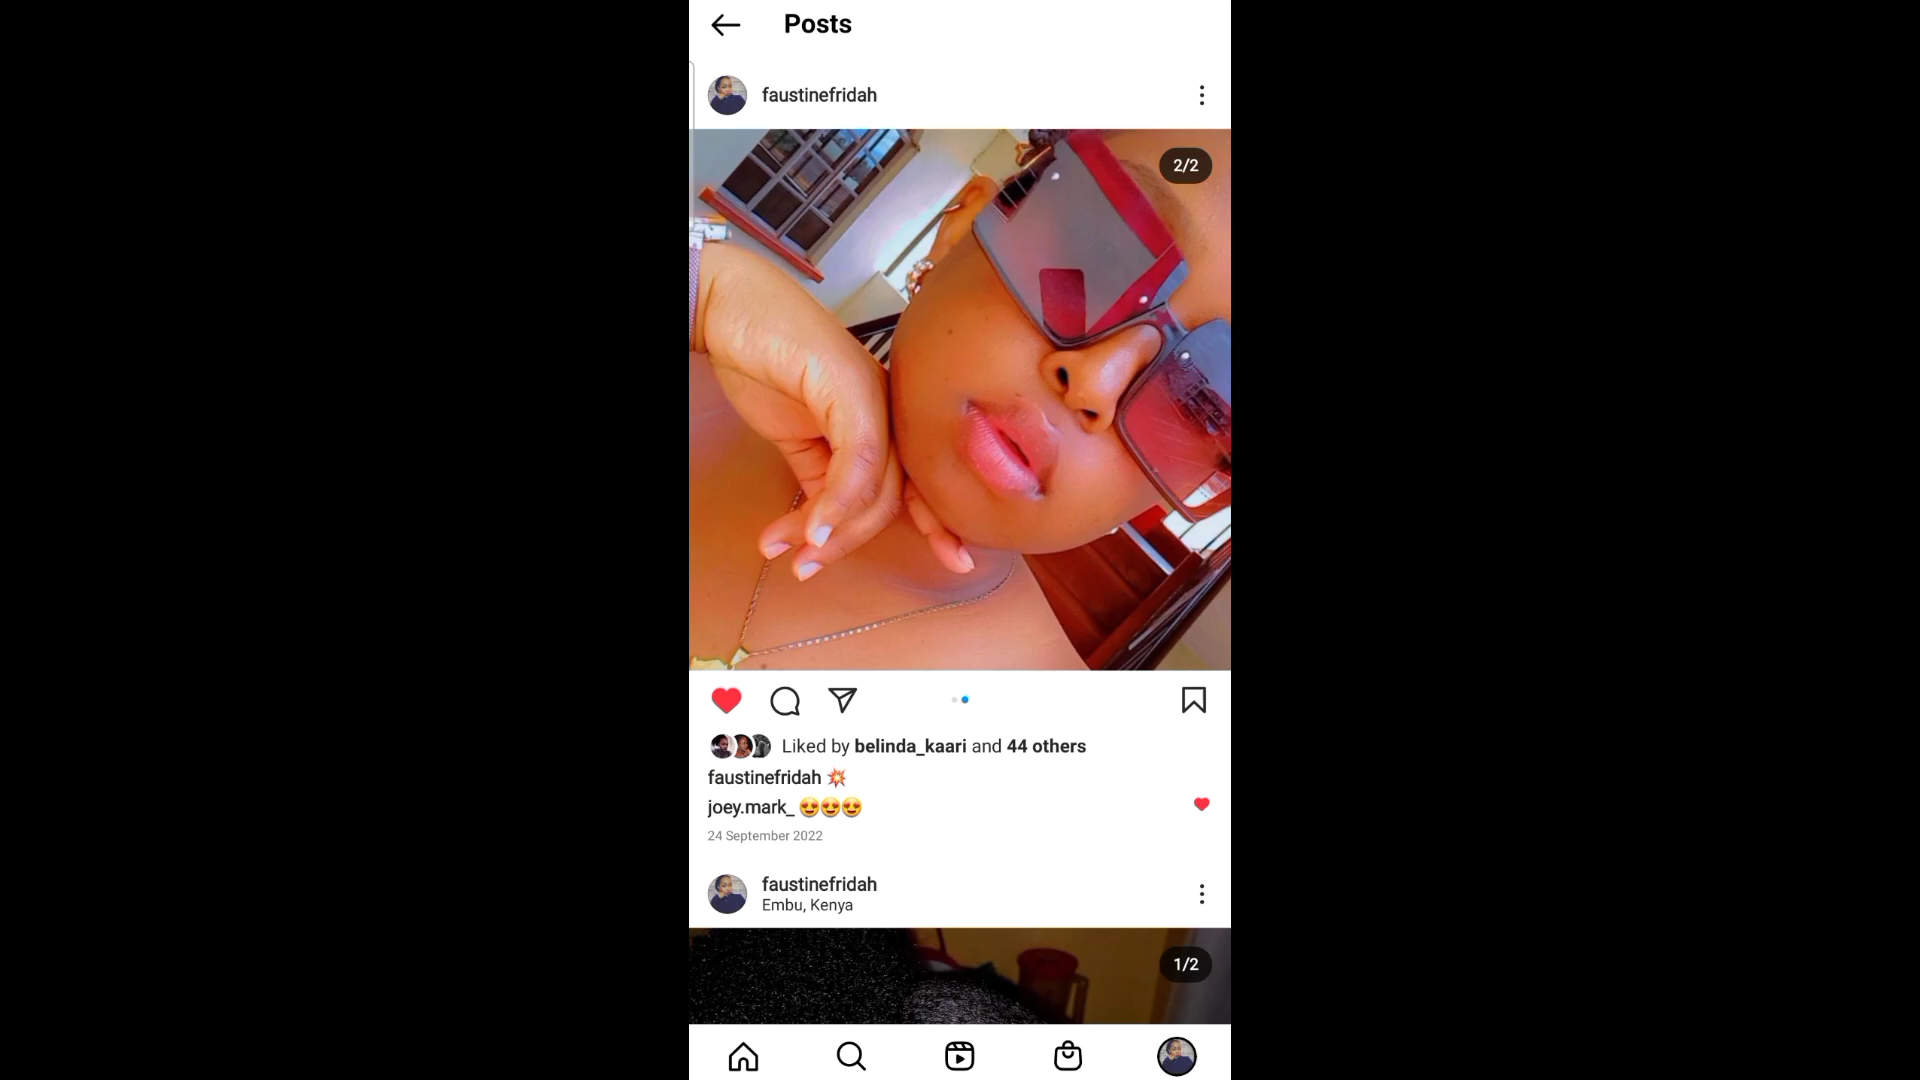 Posts
faustinefridah
2/2
Liked by belinda_kaari and 44 others
faustinefridah 💥
joey.mark_ 😍😍😍
24 September 2022
faustinefridah
Embu, Kenya
1/2